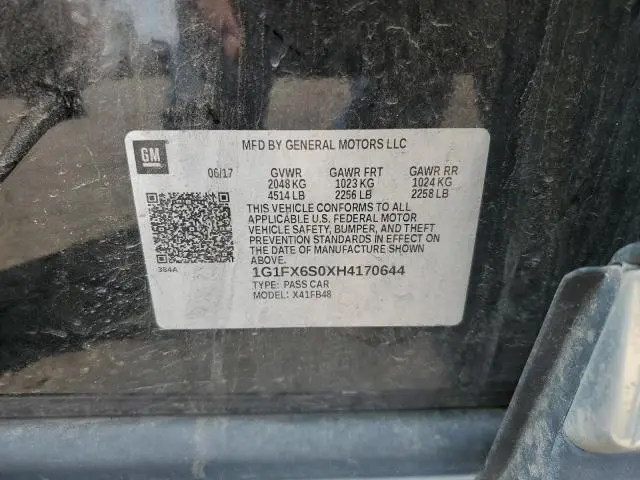 MFD BY GENERAL MOTORS LLC
GM
06/17
GVWR GAWR FRT GAWR RR
2048 KG 1023 KG 1024 KG
4514 LB 2256 LB 2258 LB
THIS VEHICLE CONFORMS TO ALL
APPLICABLE U.S. FEDERAL MOTOR
VEHICLE SAFETY, BUMPER, AND THEFT
PREVENTION STANDARDS IN EFFECT ON
THE DATE OF MANUFACTURE SHOWN
ABOVE.
384A
1G1FX6S0XH4170644
TYPE: PASS CAR
MODEL: X41FB48